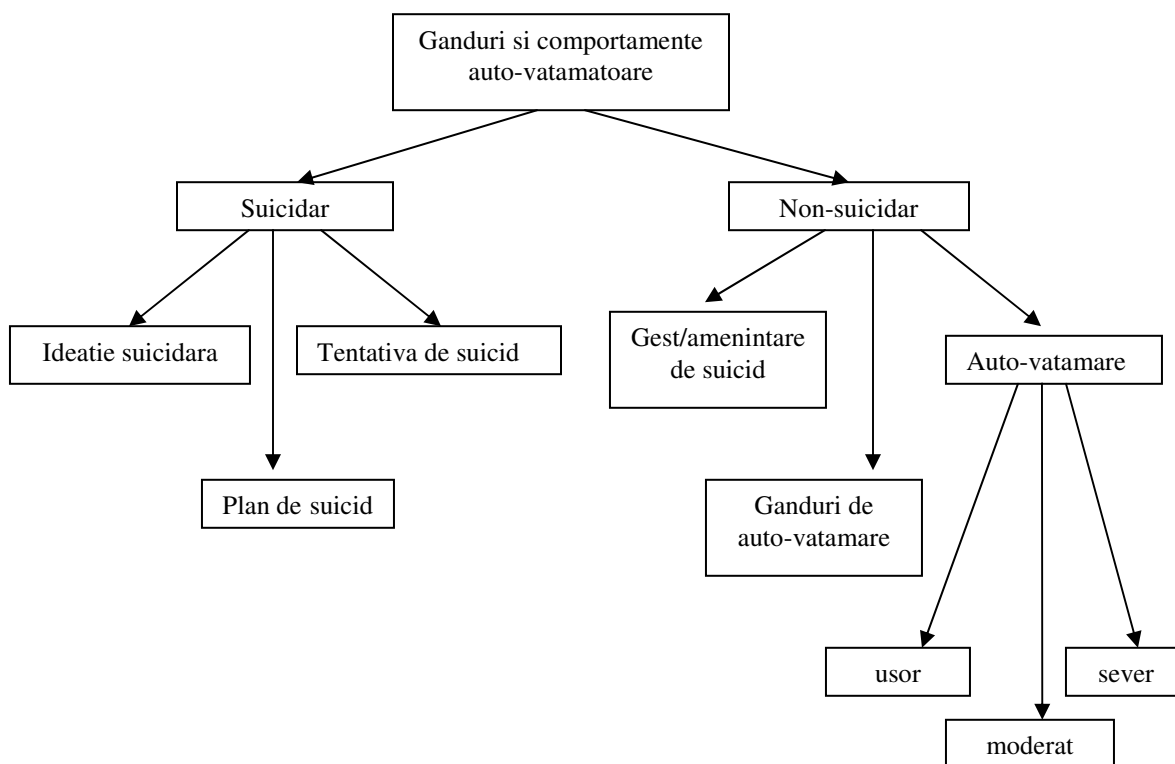 Ganduri si comportamente
auto-vatamatoare
Suicidar
Non-suicidar
Ideatie suicidara
Tentativa de suicid
Gest/amenintare
de suicid
Auto-vatamare
Plan de suicid
Ganduri de
auto-vatamare
usor
sever
moderat